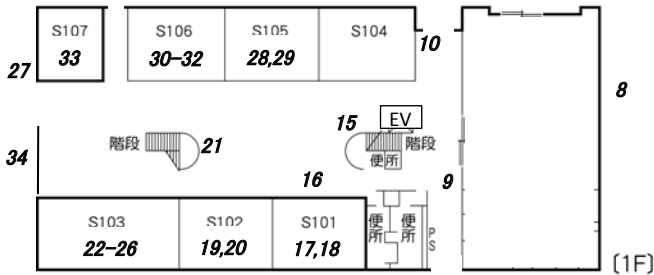 S107
S106
S105
S104
33
30-32
28,29
10
27
8
15
EV
階段
21
階段
34
便所
16
9
S103
S102
S101
便所
便所
PS
22-26
19,20
17,18
〔1F〕